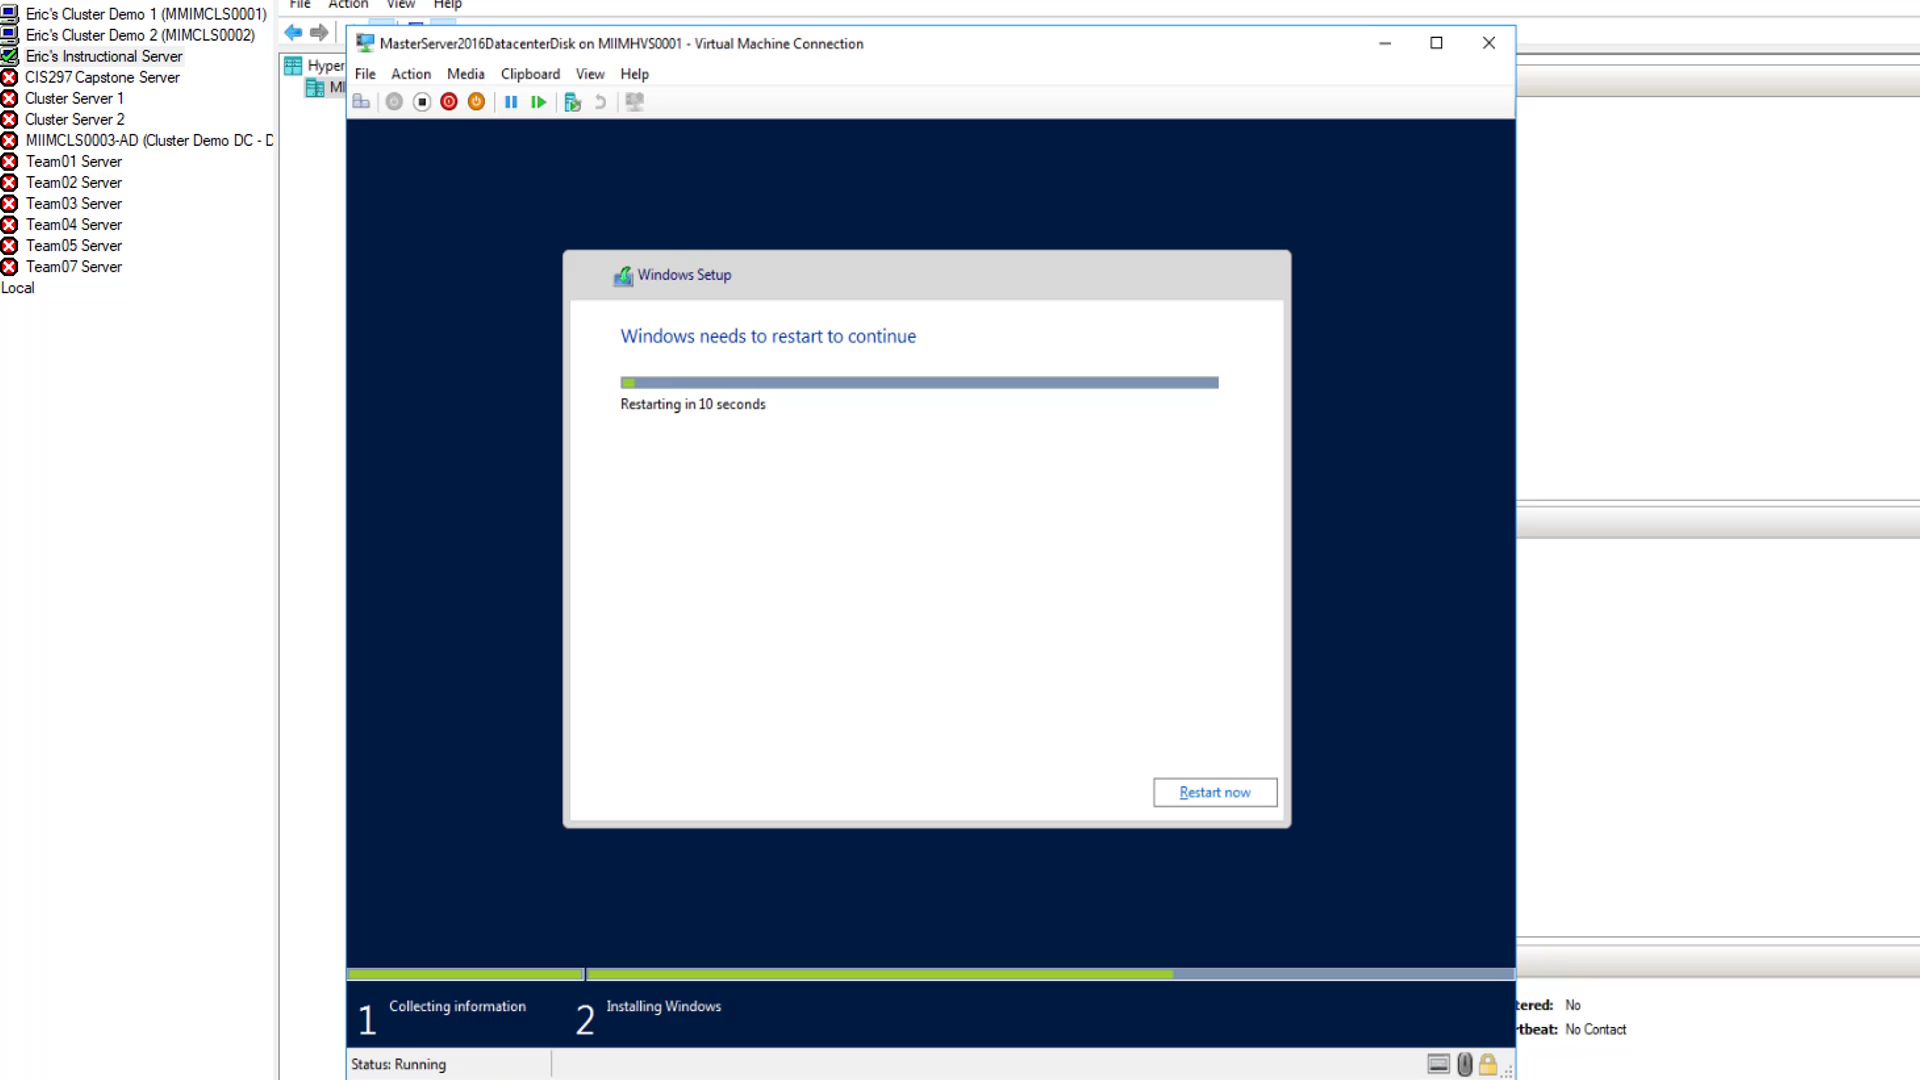 Eric's Cluster Demo 1 (MMIMCLS0001)
Eric's Cluster Demo 2 (MIMCLS0002)
Eric's Instructional Server
CIS297 Capstone Server
Cluster Server 1
Cluster Server 2
MIIMCLS0003-AD (Cluster Demo DC - D
Team01 Server
Team02 Server
Team03 Server
Team04 Server
Team05 Server
Team07 Server
Local
File Action View Help
Hyper
MI
MasterServer2016DatacenterDisk on MIIMHVS0001 - Virtual Machine Connection
File Action Media Clipboard View Help
Windows Setup
Windows needs to restart to continue
Restarting in 10 seconds
Restart now
1 Collecting information
2 Installing Windows
Status: Running
tered: No
rtbeat: No Contact